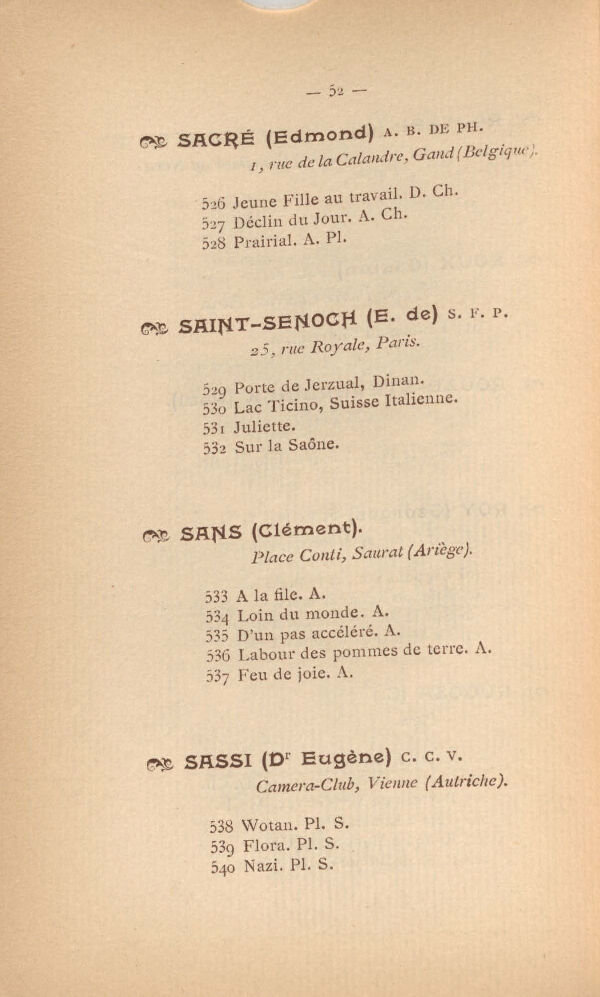 — 52 —
SACRÉ (Edmond) A. B. DE PH.
1, rue de la Calandre, Gand (Belgique).
526 Jeune Fille au travail. D. Ch.
527 Déclin du Jour. A. Ch.
528 Prairial. A. Pl.
SAINT-SENOCH (E. de) S. F. P.
25, rue Royale, Paris.
529 Porte de Jerzual, Dinan.
530 Lac Ticino, Suisse Italienne.
531 Juliette.
532 Sur la Saône.
SANS (Clément).
Place Conti, Saurat (Ariège).
533 A la file. A.
534 Loin du monde. A.
535 D'un pas accéléré. A.
536 Labour des pommes de terre. A.
537 Feu de joie. A.
SASSI (Dr Eugène) C. C. V.
Camera-Club, Vienne (Autriche).
538 Wotan. Pl. S.
539 Flora. Pl. S.
540 Nazi. Pl. S.